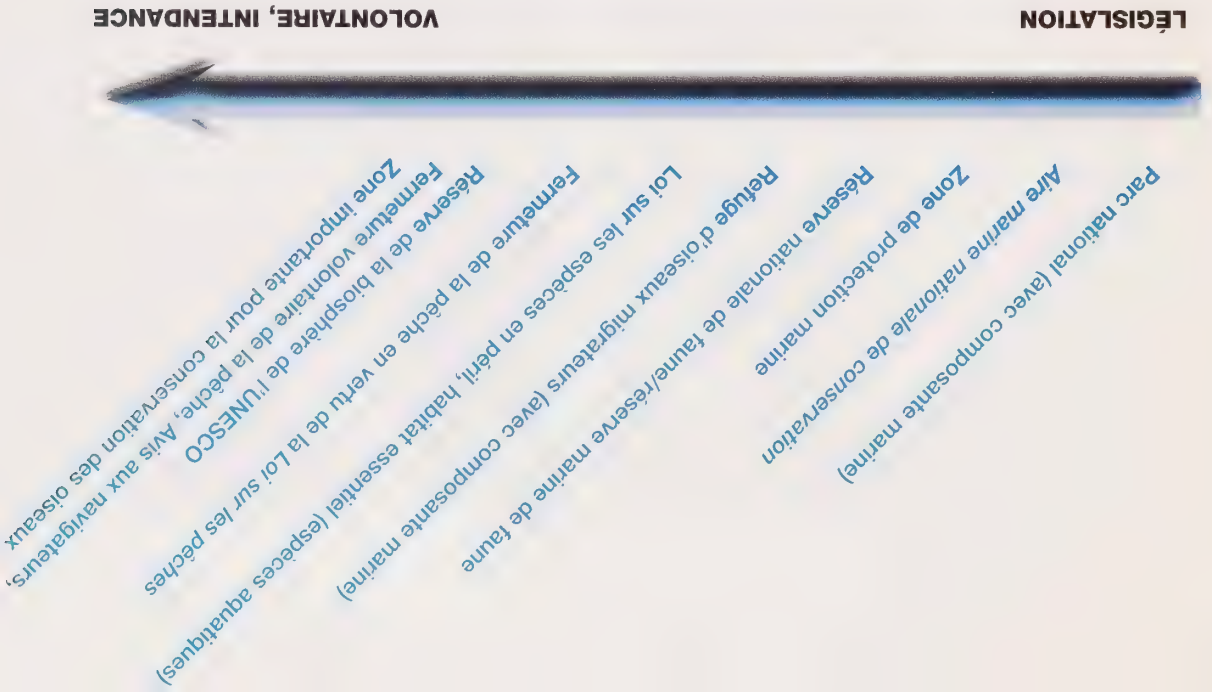 Parc national (avec composante marine)
Aire marine nationale de conservation
Zone de protection marine
Réserve nationale de faune/réserve marine de faune
Refuge d'oiseaux migrateurs (avec composante marine)
Loi sur les espèces en péril, habitat essentiel (espèces aquatiques)
Fermeture de la pêche en vertu de la Loi sur les pêches
Réserve de la biosphère de l'UNESCO
Fermeture volontaire de la pêche, Avis aux navigateurs,
Zone importante pour la conservation des oiseaux
LÉGISLATION
VOLONTAIRE, INTENDANCE